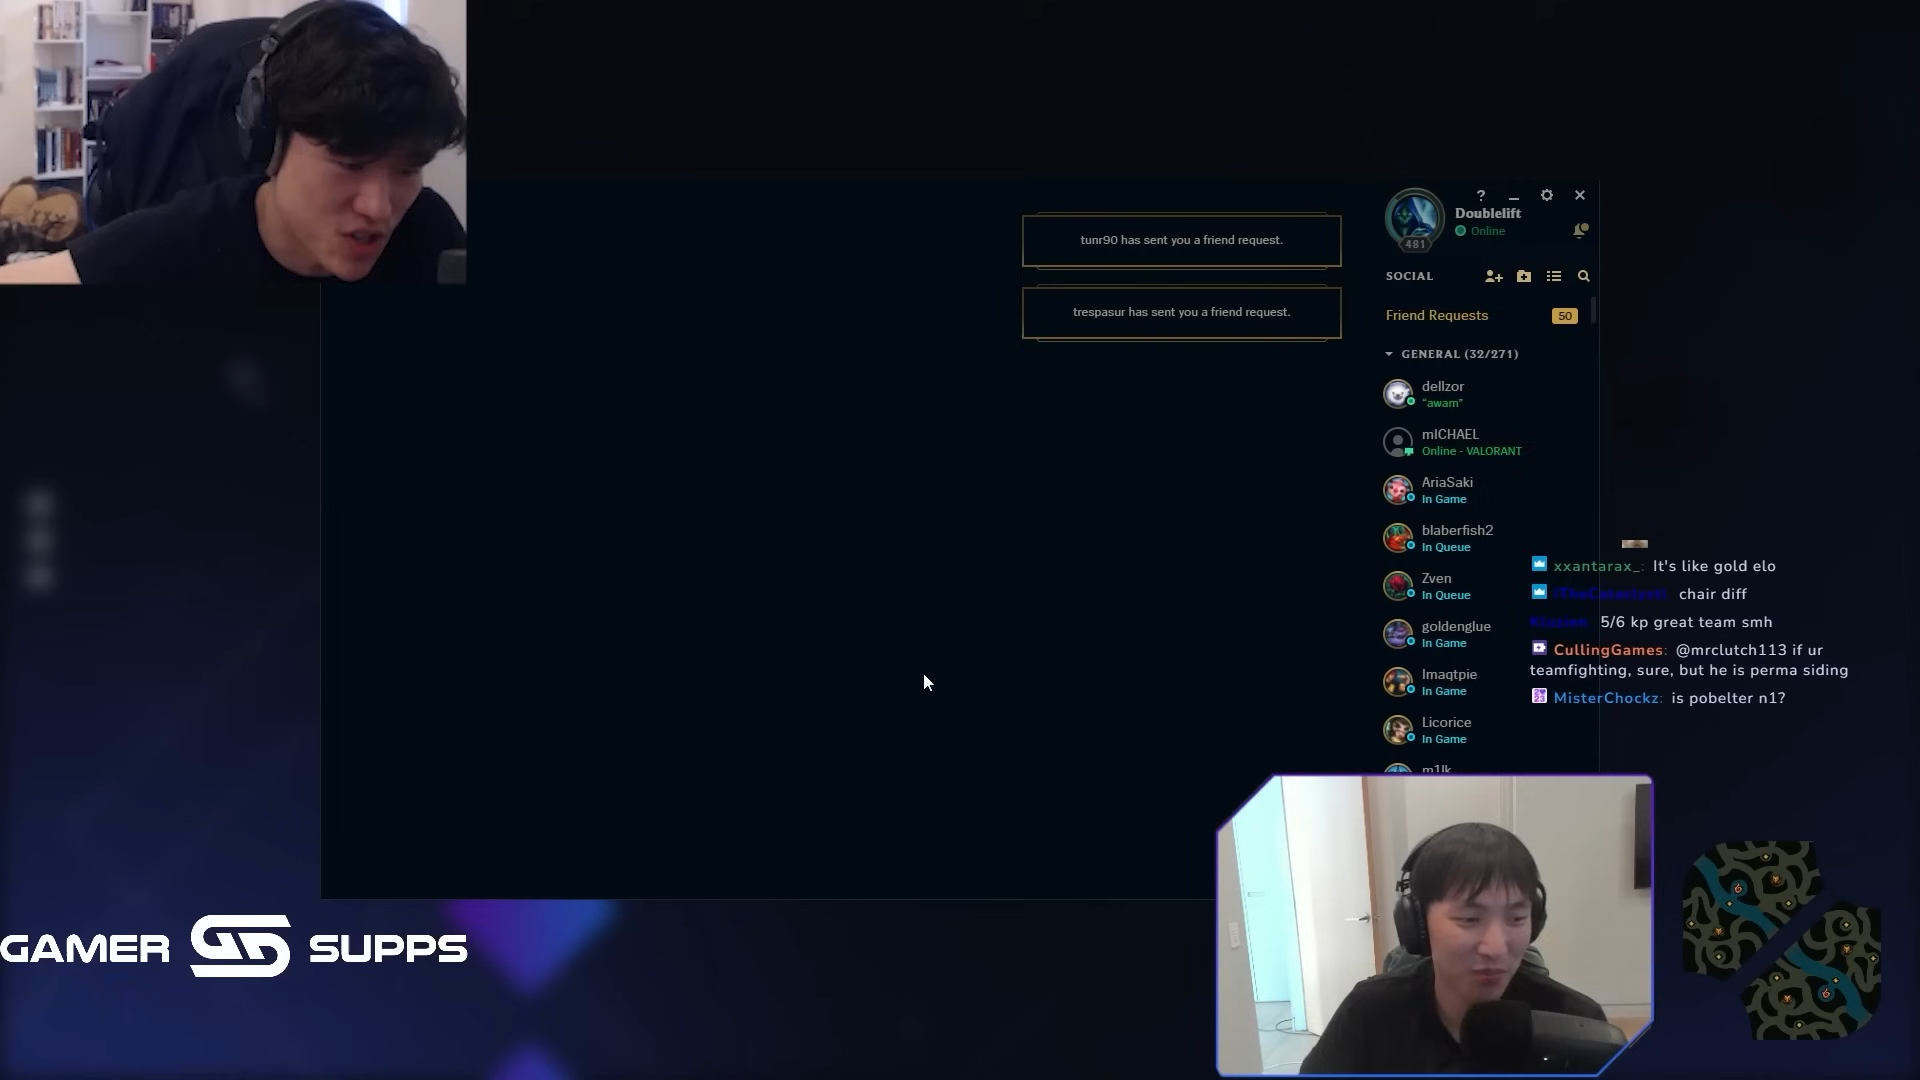 tunr90 has sent you a friend request.
trespasur has sent you a friend request.
?
Doublelift
Online
481
SOCIAL
Friend Requests
50
GENERAL (32/271)
dellzor
"awam"
mICHAEL
Online - VALORANT
AriaSaki
In Game
blaberfish2
In Queue
Zven
In Queue
goldenglue
In Game
Imaqtpie
In Game
Licorice
In Game
m1lk
xxantarax_: It's like gold elo
chair diff
5/6 kp great team smh
CullingGames: @mrclutch113 if ur
teamfighting, sure, but he is perma siding
MisterChockz: is pobelter n1?
GAMER SUPPS